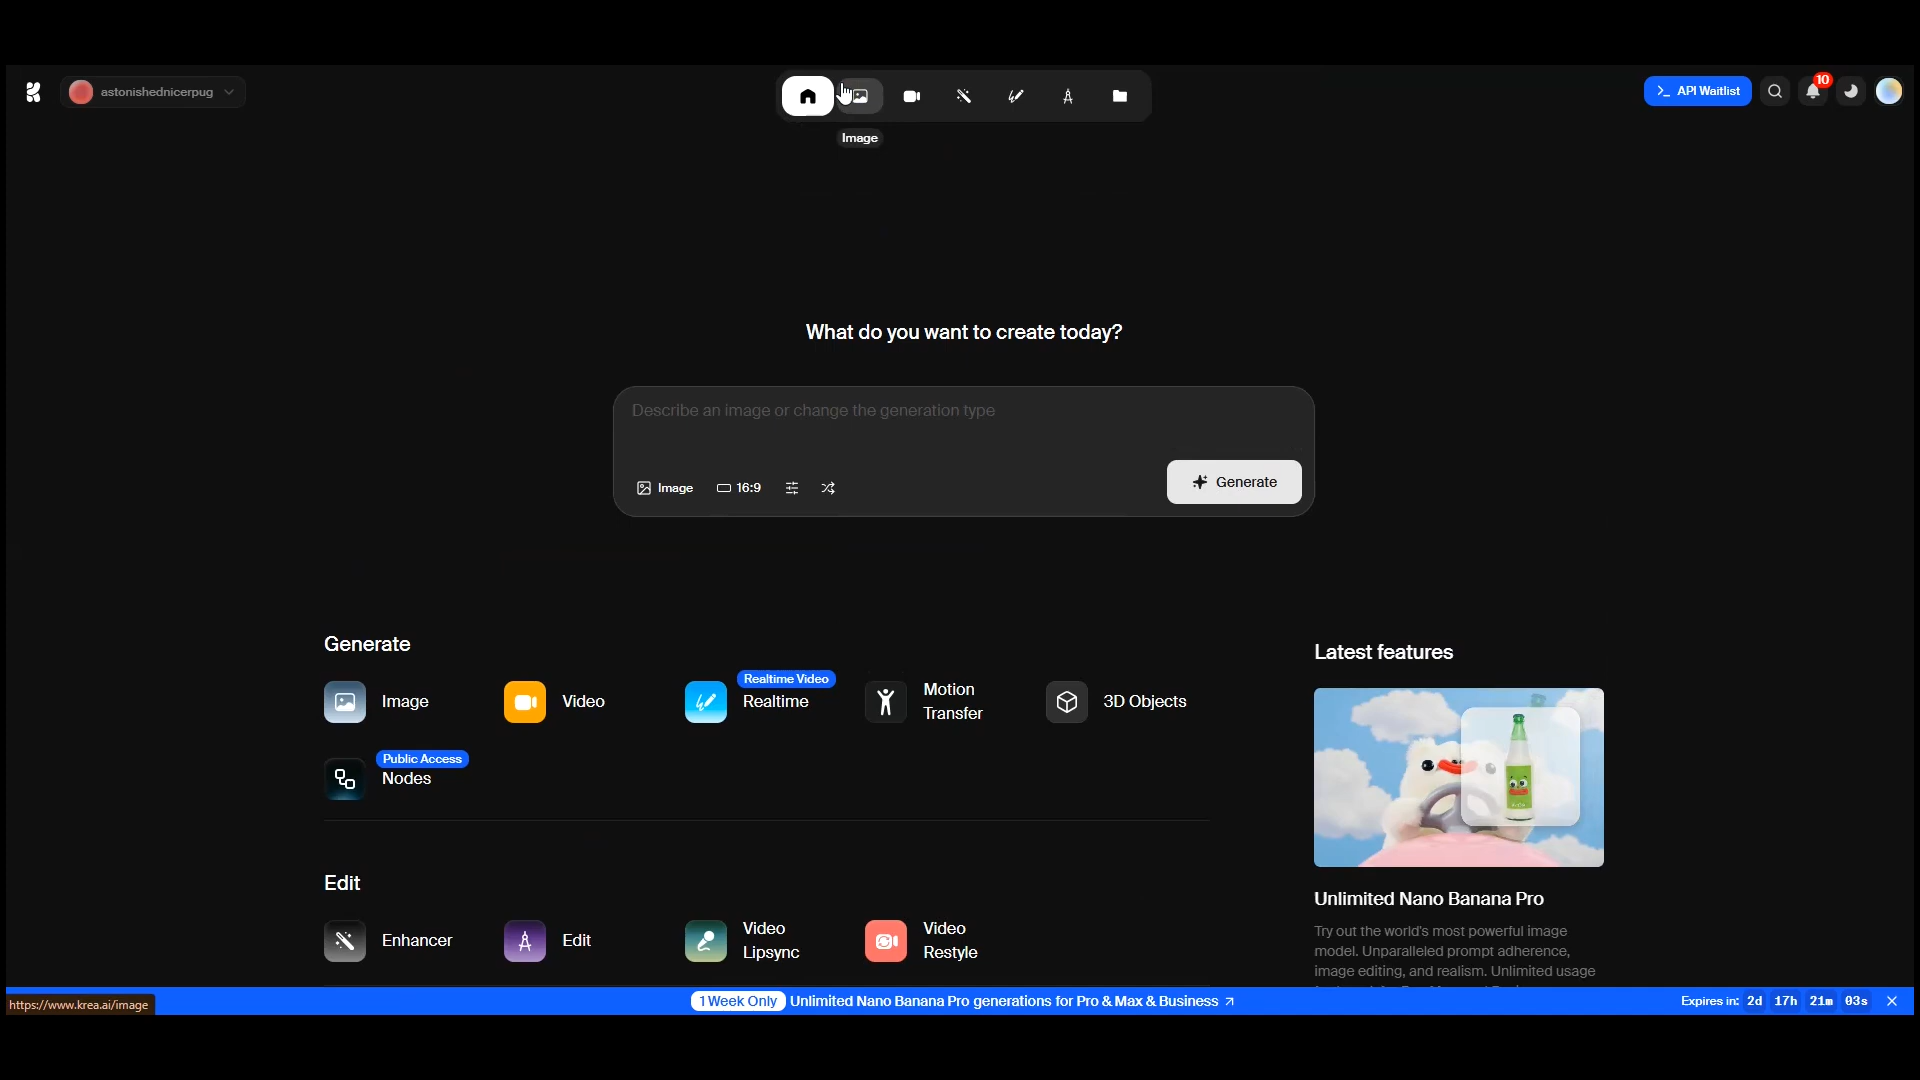 astonishednicerpug
API Waitlist
10
Image
What do you want to create today?
Describe an image or change the generation type
Image
16:9
Generate
Generate
Image
Video
Realtime Video
Realtime
Motion
Transfer
3D Objects
Public Access
Nodes
Edit
Enhancer
Edit
Video
Lipsync
Video
Restyle
Latest features
Unlimited Nano Banana Pro
Try out the world's most powerful image
model. Unparalleled prompt adherence,
image editing, and realism. Unlimited usage
https://www.krea.ai/image
1 Week Only Unlimited Nano Banana Pro generations for Pro & Max & Business
Expires in: 2d 17h 21m 03s